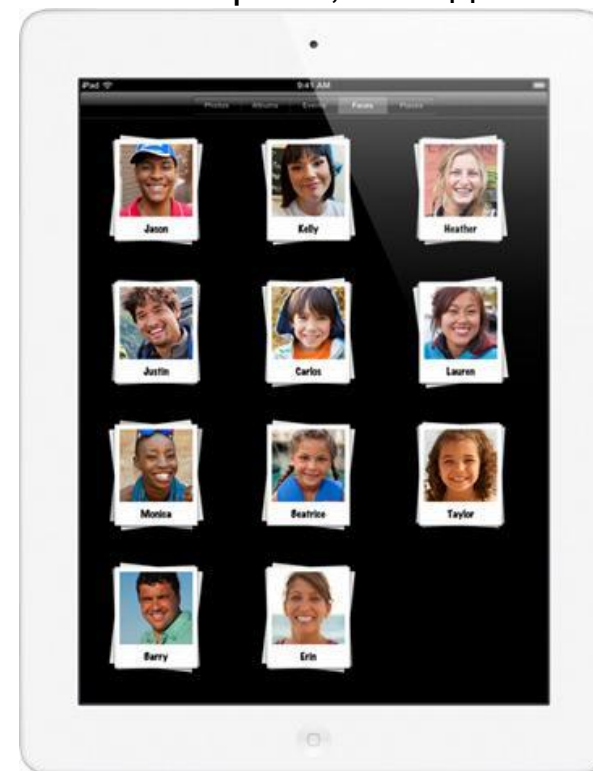 iPad 9:41 AM
Photos Albums Events Faces Places
Jason Kelly Heather
Justin Carlos Lauren
Monica Beatrice Taylor
Barry Erin